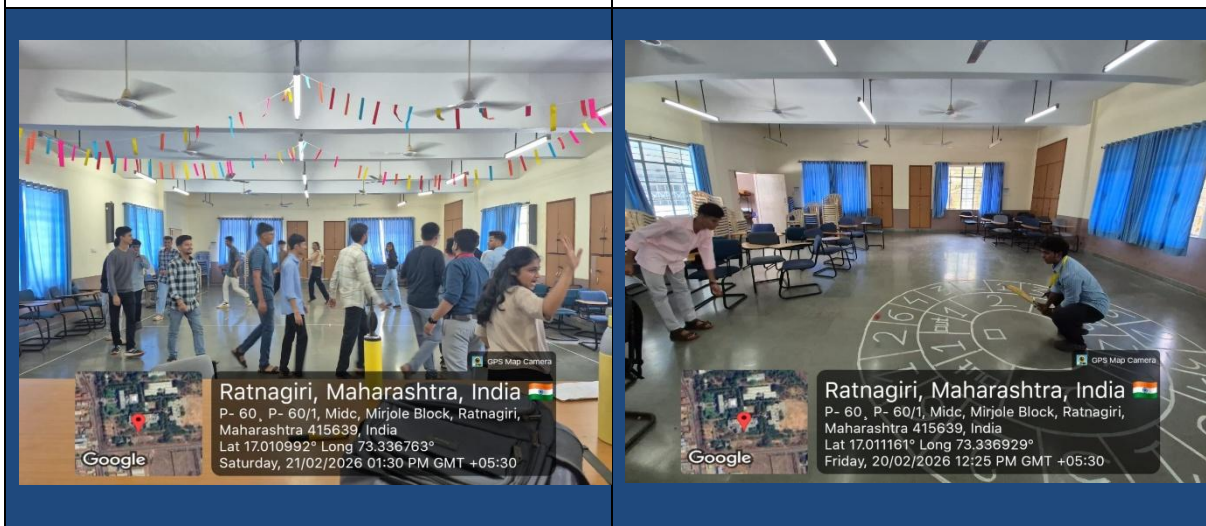 GPS Map Camera
Ratnagiri, Maharashtra, India
P- 60, P- 60/1, Midc, Mirjole Block, Ratnagiri,
Maharashtra 415639, India
Lat 17.010992° Long 73.336763°
Saturday, 21/02/2026 01:30 PM GMT +05:30
Google
GPS Map Camera
Ratnagiri, Maharashtra, India
P- 60, P- 60/1, Midc, Mirjole Block, Ratnagiri,
Maharashtra 415639, India
Lat 17.011161° Long 73.336929°
Friday, 20/02/2026 12:25 PM GMT +05:30
Google